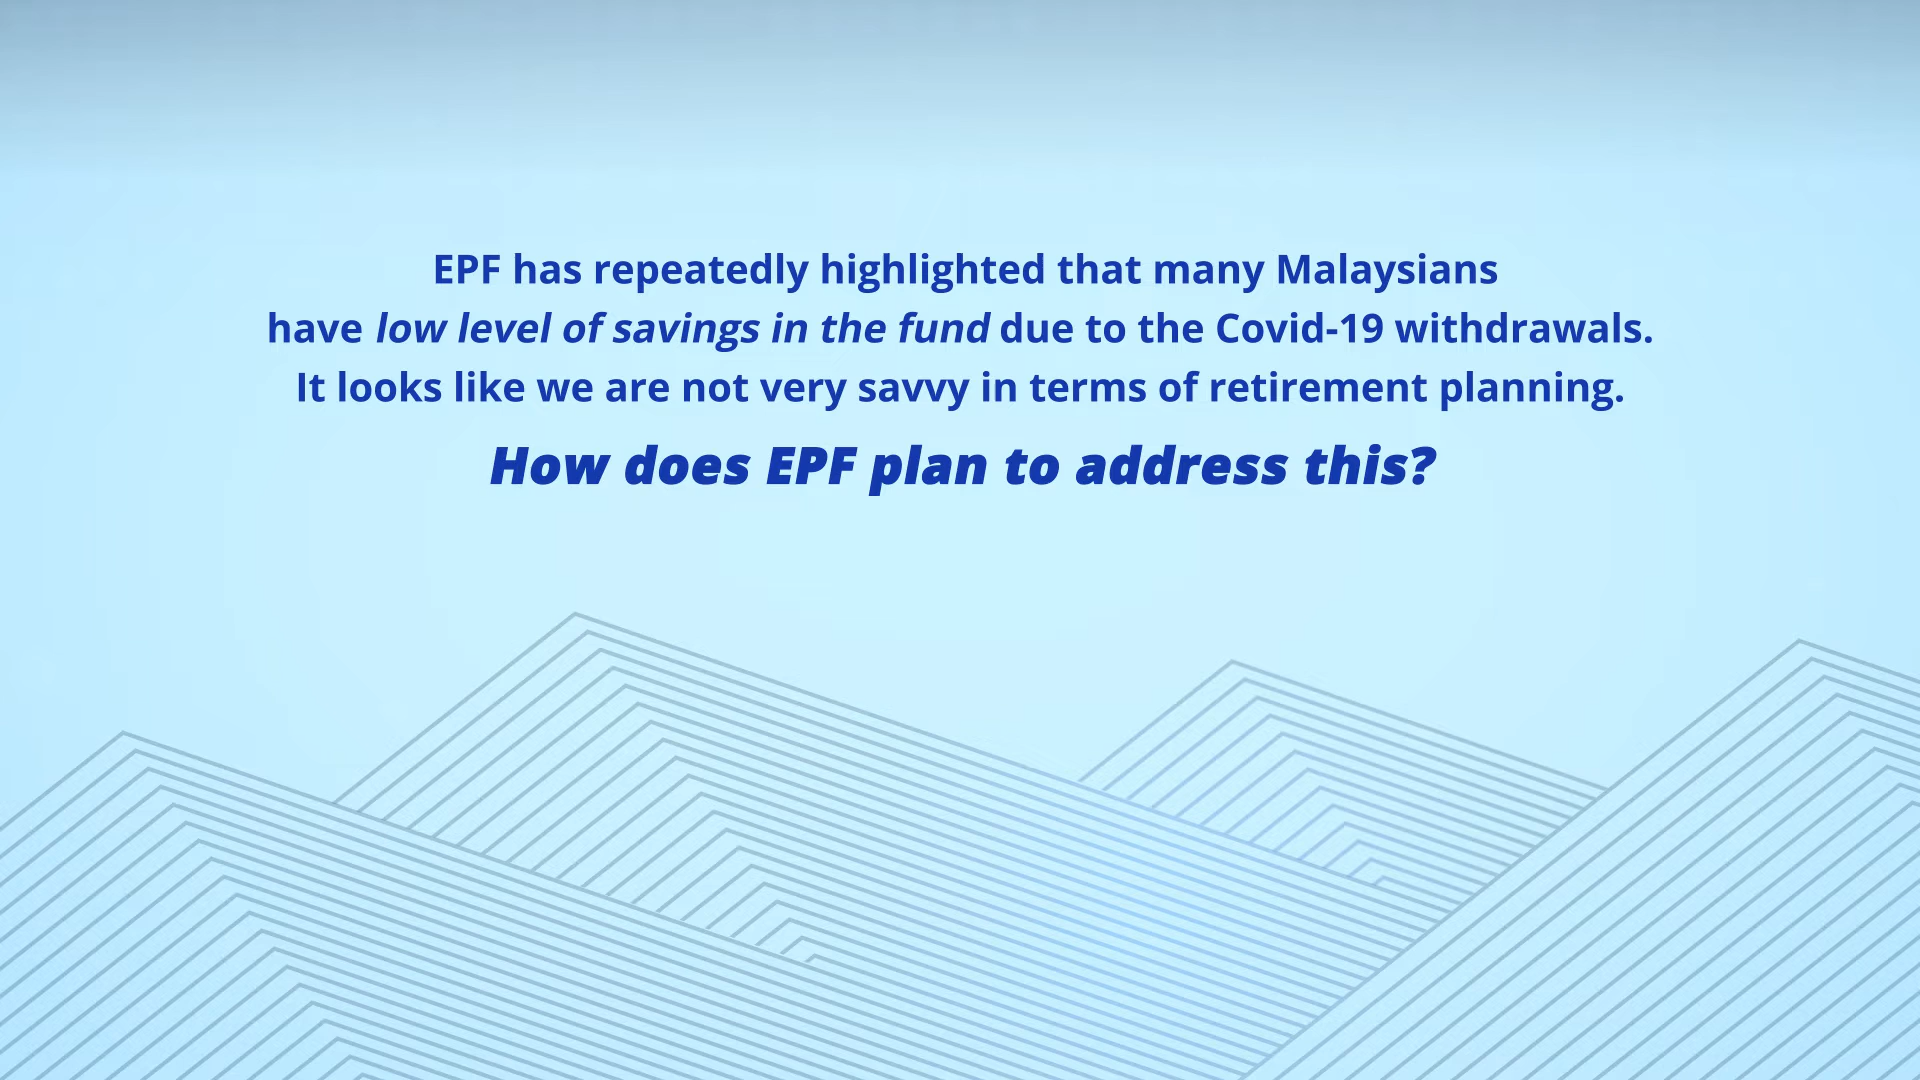 EPF has repeatedly highlighted that many Malaysians
have low level of savings in the fund due to the Covid-19 withdrawals.
It looks like we are not very savvy in terms of retirement planning.
How does EPF plan to address this?